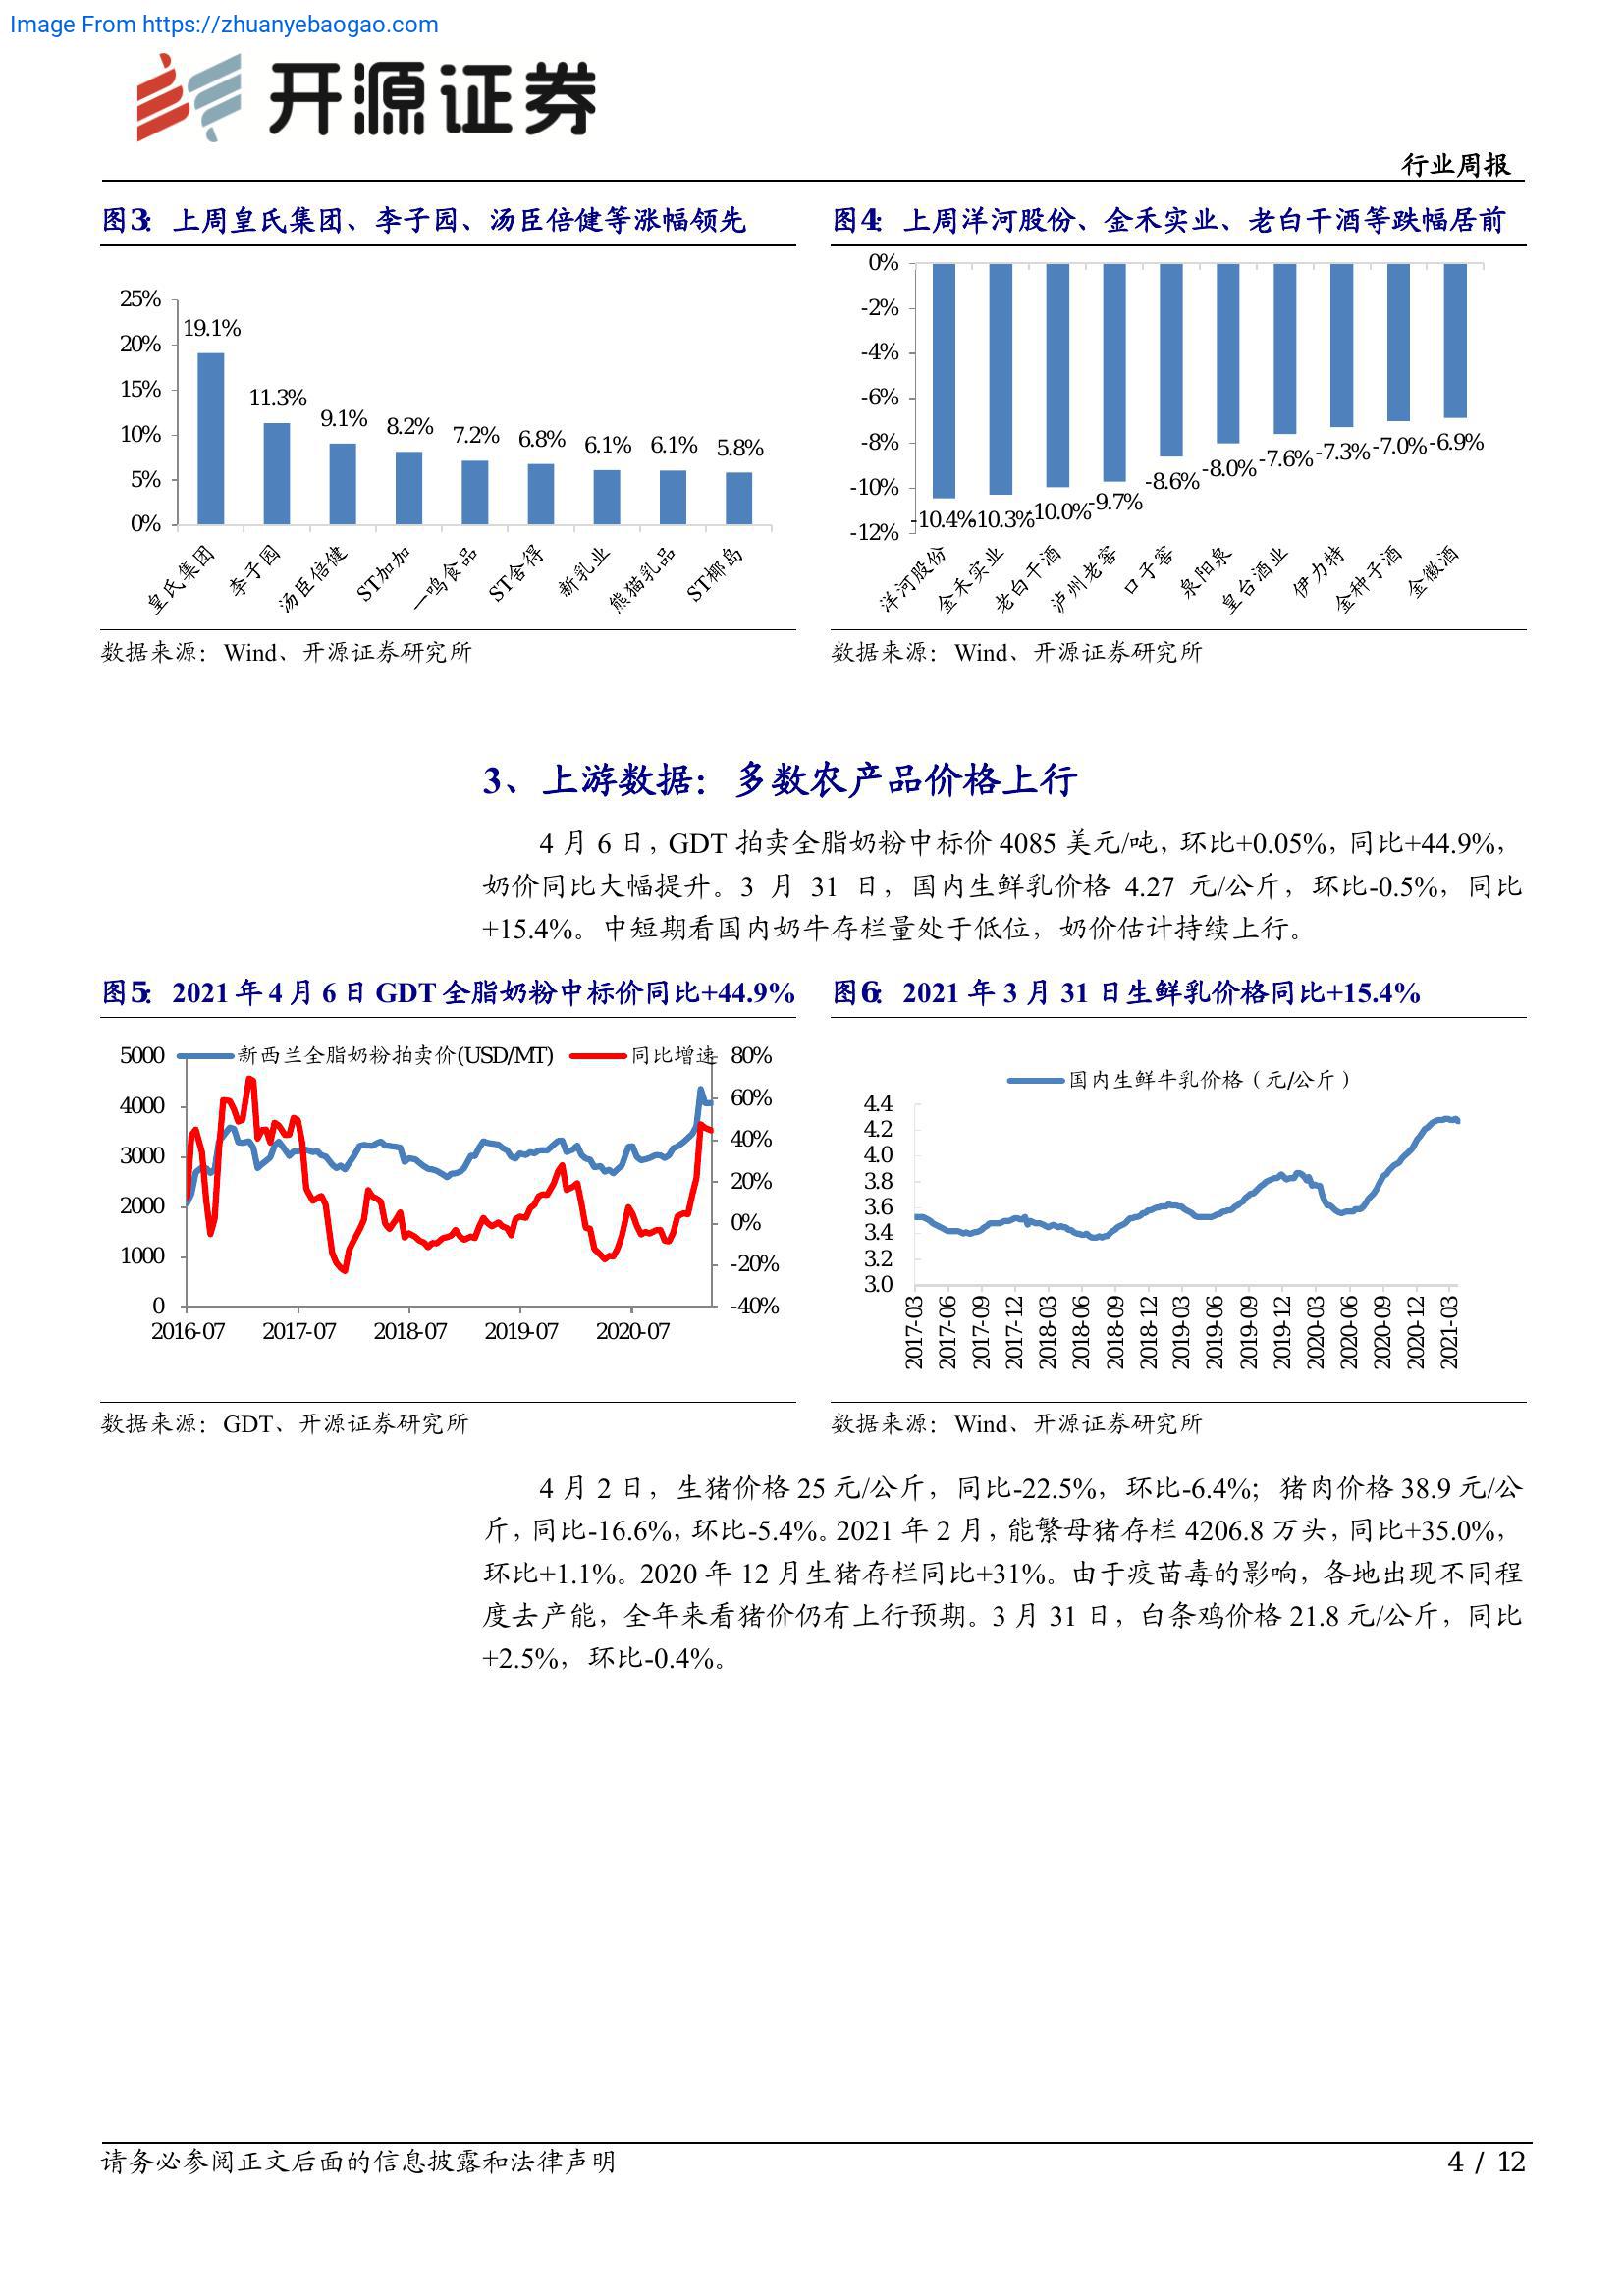 Image From https://zhuanyebaogao.com
开源证券
行业周报
图3： 上周皇氏集团、李子园、汤臣倍健等涨幅领先
25%
20%
15%
10%
5%
0%
19.1%
11.3%
9.1%
8.2%
7.2%
6.8%
6.1%
6.1%
5.8%
皇氏集团
李子园
汤臣倍健
ST加加
一鸣食品
ST舍得
新乳业
熊猫乳品
ST椰岛
数据来源：Wind、开源证券研究所
图4： 上周洋河股份、金禾实业、老白干酒等跌幅居前
0%
-2%
-4%
-6%
-8%
-10%
-12%
-10.4%
-10.3%
-10.0%
-9.7%
-8.6%
-8.0%
-7.6%
-7.3%
-7.0%
-6.9%
洋河股份
金禾实业
老白干酒
泸州老窖
口子窖
泉阳泉
皇台酒业
伊力特
金种子酒
金徽酒
数据来源：Wind、开源证券研究所
3、上游数据：多数农产品价格上行
4 月 6 日，GDT 拍卖全脂奶粉中标价 4085 美元/吨，环比+0.05%，同比+44.9%，
奶价同比大幅提升。3 月 31 日，国内生鲜乳价格 4.27 元/公斤，环比-0.5%，同比
+15.4%。中短期看国内奶牛存栏量处于低位，奶价估计持续上行。
图5： 2021 年 4 月 6 日 GDT 全脂奶粉中标价同比+44.9%
新西兰全脂奶粉拍卖价(USD/MT)
同比增速
5000
4000
3000
2000
1000
0
80%
60%
40%
20%
0%
-20%
-40%
2016-07
2017-07
2018-07
2019-07
2020-07
数据来源：GDT、开源证券研究所
图6： 2021 年 3 月 31 日生鲜乳价格同比+15.4%
国内生鲜牛乳价格（元/公斤）
4.4
4.2
4.0
3.8
3.6
3.4
3.2
3.0
2017-03
2017-06
2017-09
2017-12
2018-03
2018-06
2018-09
2018-12
2019-03
2019-06
2019-09
2019-12
2020-03
2020-06
2020-09
2020-12
2021-03
数据来源：Wind、开源证券研究所
4 月 2 日，生猪价格 25 元/公斤，同比-22.5%，环比-6.4%；猪肉价格 38.9 元/公
斤，同比-16.6%，环比-5.4%。2021 年 2 月，能繁母猪存栏 4206.8 万头，同比+35.0%，
环比+1.1%。2020 年 12 月生猪存栏同比+31%。由于疫苗毒的影响，各地出现不同程
度去产能，全年来看猪价仍有上行预期。3 月 31 日，白条鸡价格 21.8 元/公斤，同比
+2.5%，环比-0.4%。
请务必参阅正文后面的信息披露和法律声明
4 / 12